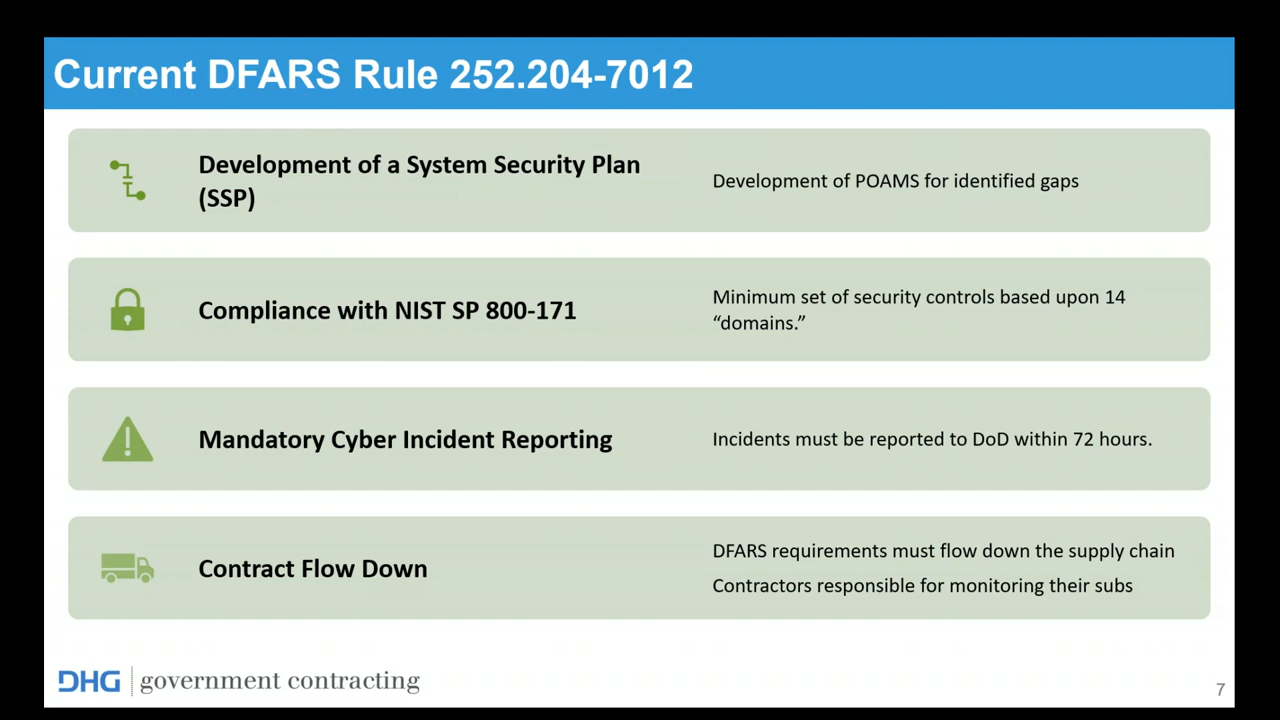 Current DFARS Rule 252.204-7012
Development of a System Security Plan
(SSP)
Development of POAMS for identified gaps
Compliance with NIST SP 800-171
Minimum set of security controls based upon 14
“domains.”
Mandatory Cyber Incident Reporting
Incidents must be reported to DoD within 72 hours.
Contract Flow Down
DFARS requirements must flow down the supply chain
Contractors responsible for monitoring their subs
DHG government contracting
7